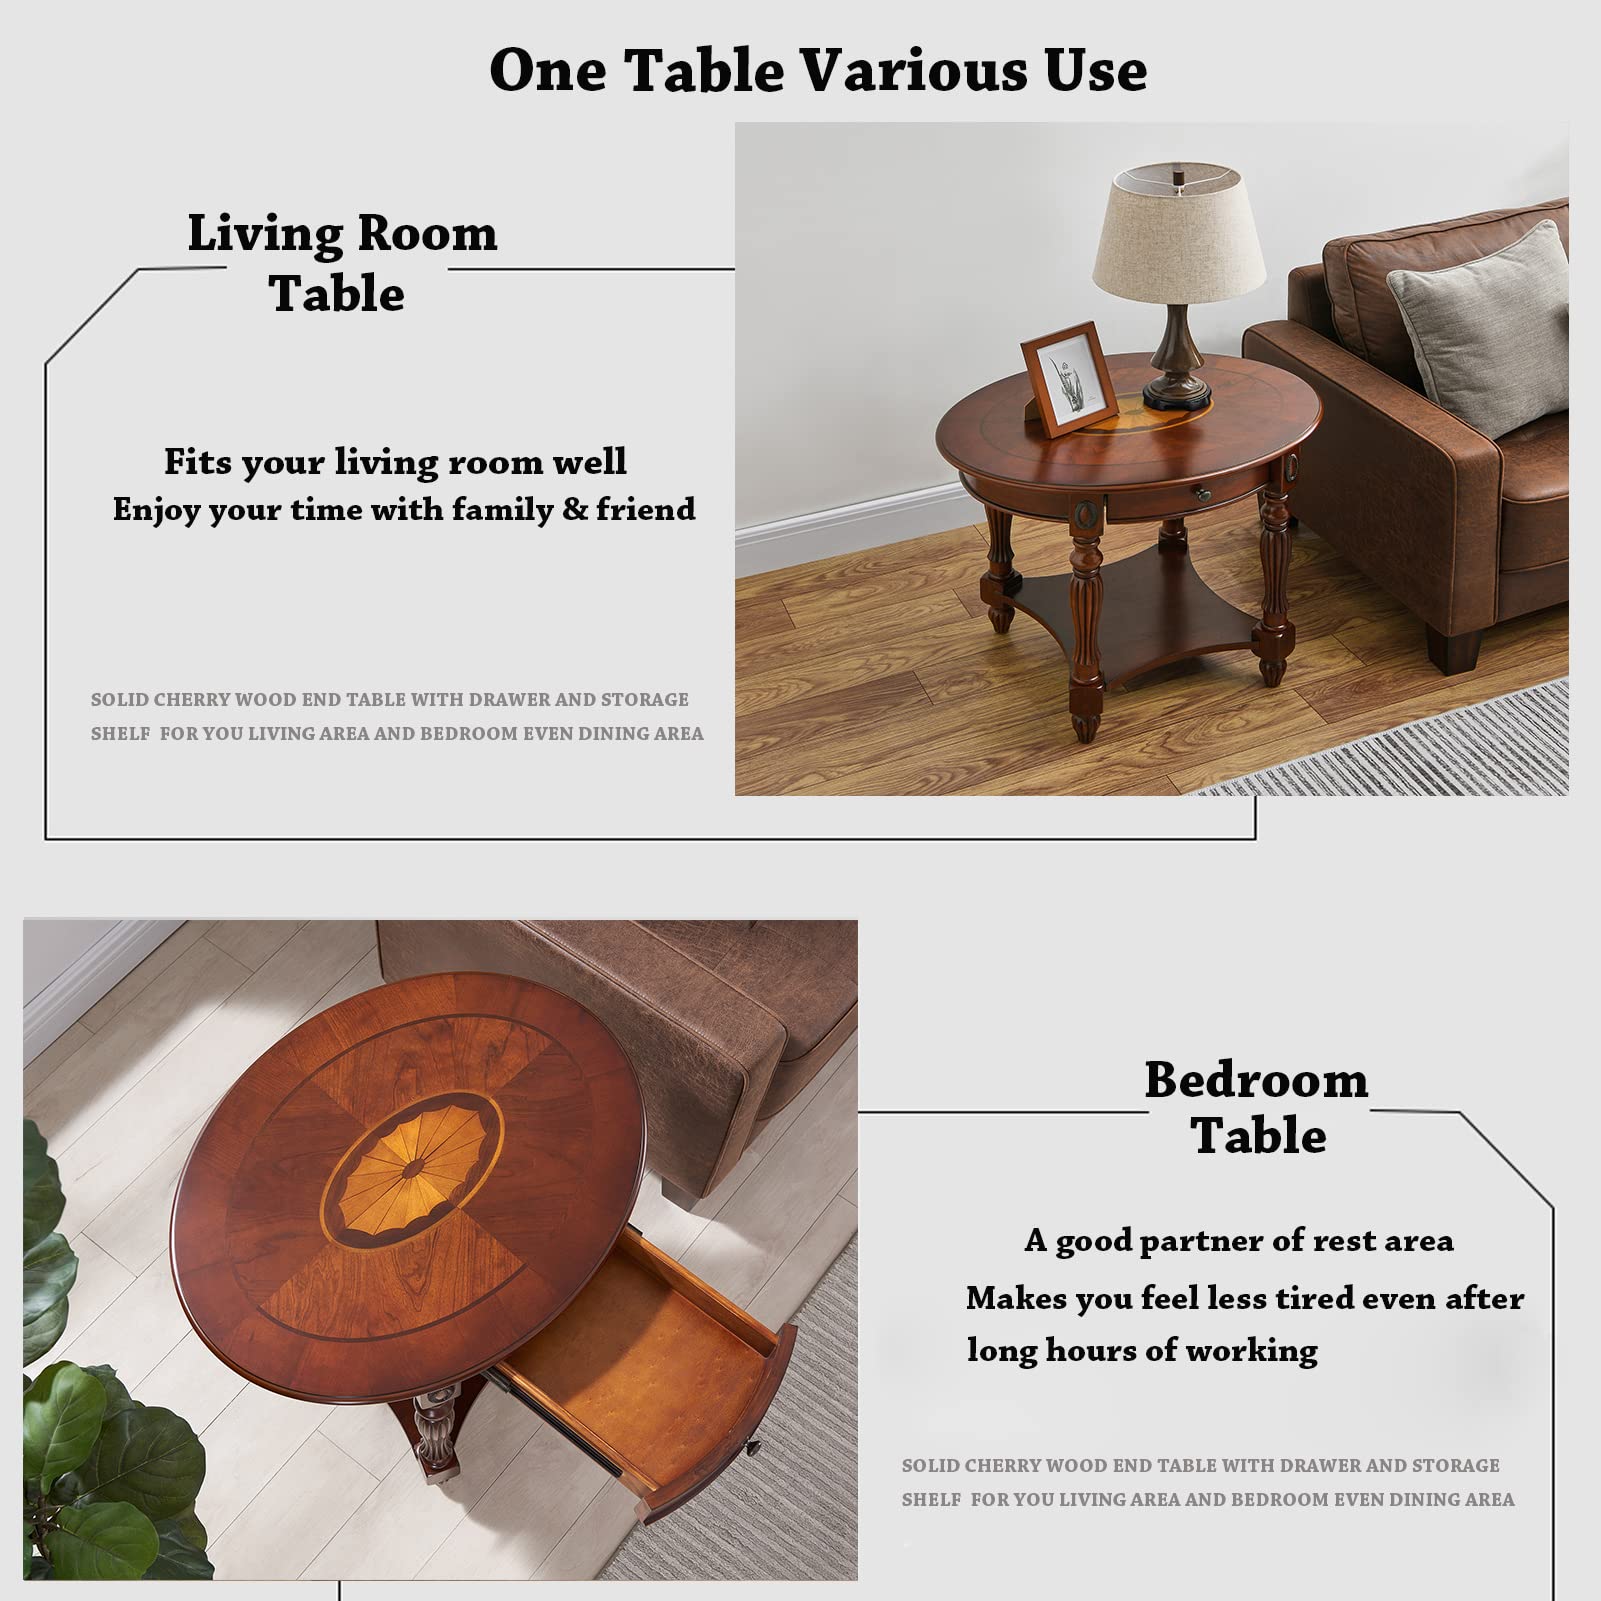 One Table Various Use
Living Room
Table
Fits your living room well
Enjoy your time with family & friend
SOLID CHERRY WOOD END TABLE WITH DRAWER AND STORAGE
SHELF FOR YOU LIVING AREA AND BEDROOM EVEN DINING AREA
Bedroom
Table
A good partner of rest area
Makes you feel less tired even after
long hours of working
SOLID CHERRY WOOD END TABLE WITH DRAWER AND STORAGE
SHELF FOR YOU LIVING AREA AND BEDROOM EVEN DINING AREA